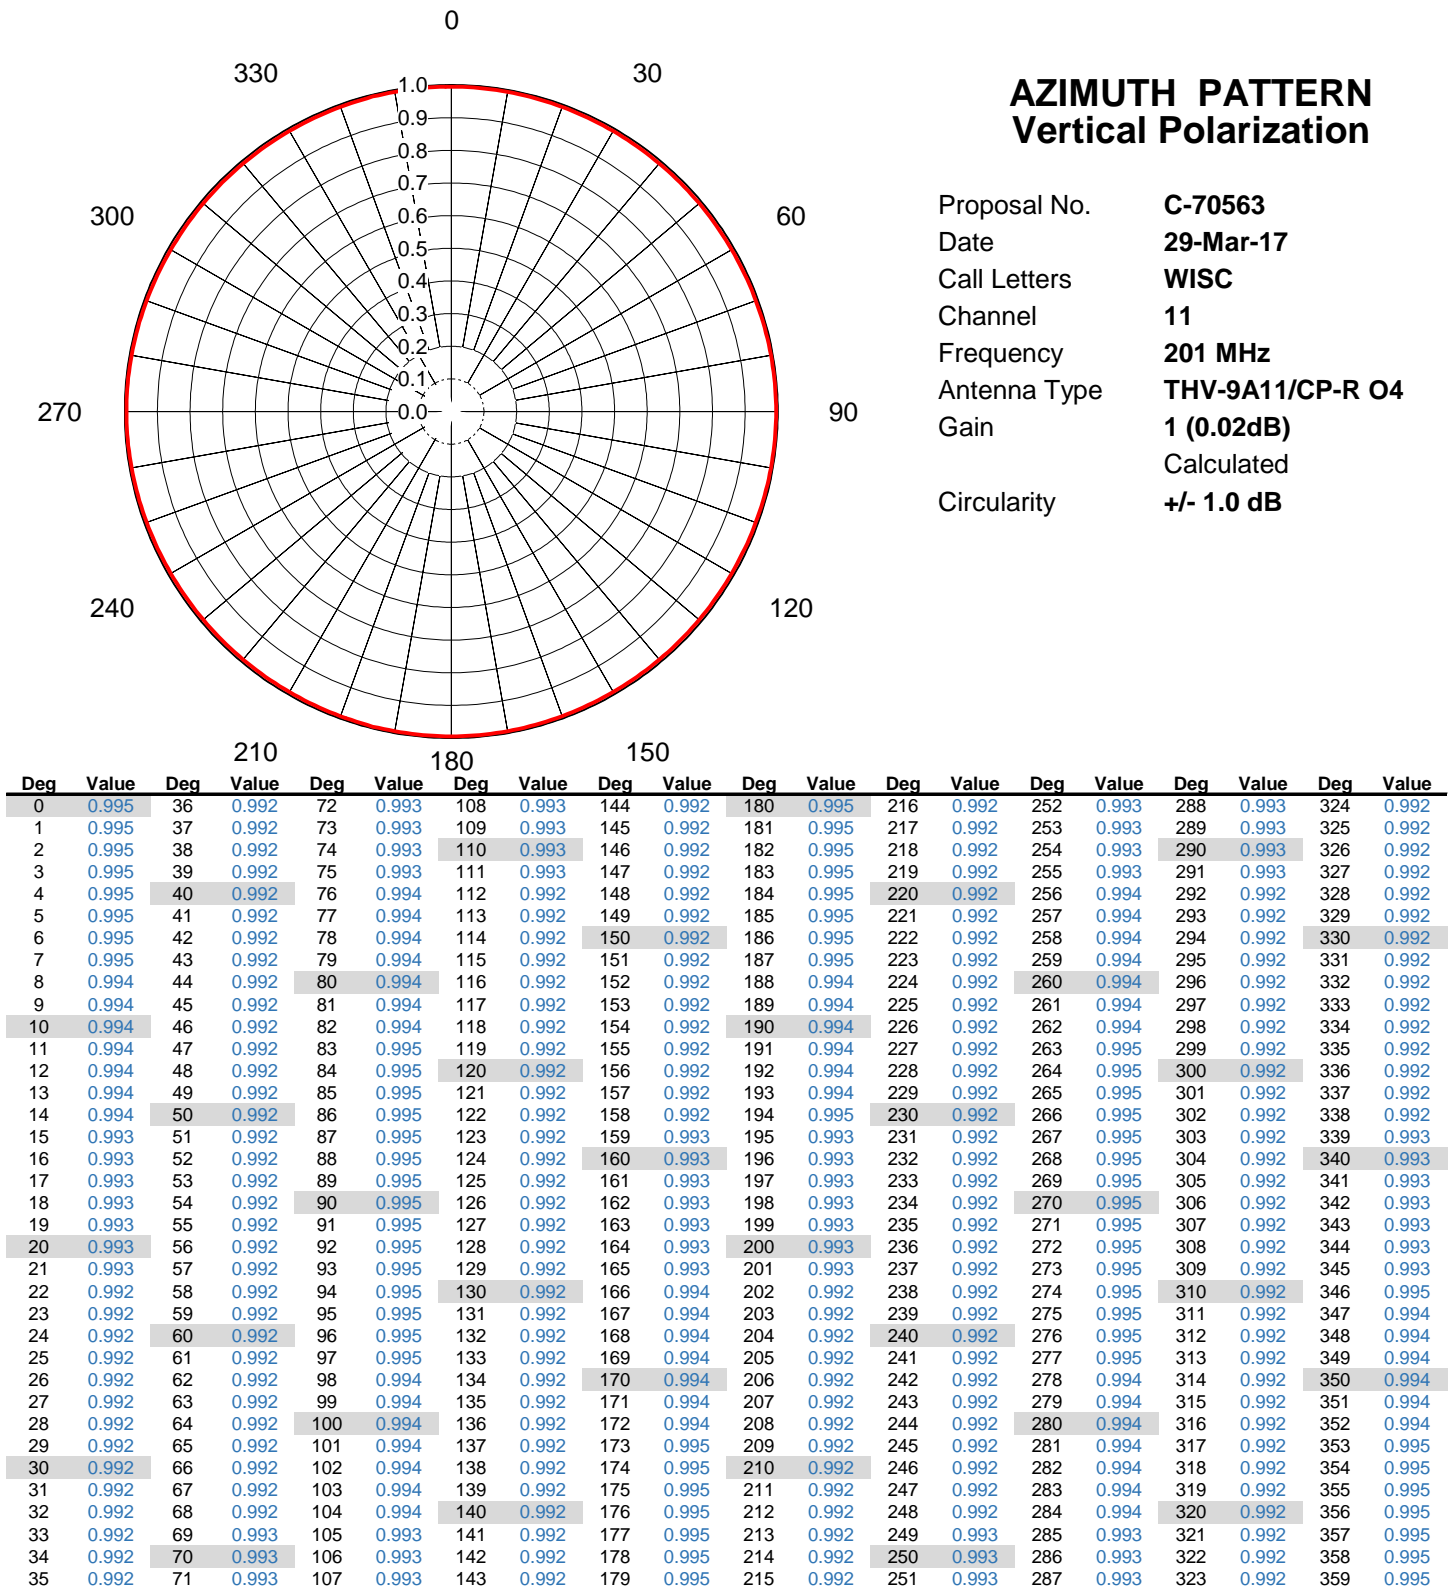 0
330
30
1.0
AZIMUTH PATTERN
0.9
Vertical Polarization
0.8
0.7
300
0.6
60
Proposal No. C-70563
0.5
Date 29-Mar-17
0.4
Call Letters WISC
0.3
Channel 11
0.2
Frequency 201 MHz
0.1
Antenna Type THV-9A11/CP-R O4
270
0.0
90
Gain 1 (0.02dB)
Calculated
Circularity +/- 1.0 dB
240
120
210
180
150
Deg Value Deg Value Deg Value Deg Value Deg Value Deg Value Deg Value Deg Value Deg Value Deg Value
0 0.995 36 0.992 72 0.993 108 0.993 144 0.992 180 0.995 216 0.992 252 0.993 288 0.993 324 0.992
1 0.995 37 0.992 73 0.993 109 0.993 145 0.992 181 0.995 217 0.992 253 0.993 289 0.993 325 0.992
2 0.995 38 0.992 74 0.993 110 0.993 146 0.992 182 0.995 218 0.992 254 0.993 290 0.993 326 0.992
3 0.995 39 0.992 75 0.993 111 0.993 147 0.992 183 0.995 219 0.992 255 0.993 291 0.993 327 0.992
4 0.995 40 0.992 76 0.994 112 0.992 148 0.992 184 0.995 220 0.992 256 0.994 292 0.992 328 0.992
5 0.995 41 0.992 77 0.994 113 0.992 149 0.992 185 0.995 221 0.992 257 0.994 293 0.992 329 0.992
6 0.995 42 0.992 78 0.994 114 0.992 150 0.992 186 0.995 222 0.992 258 0.994 294 0.992 330 0.992
7 0.995 43 0.992 79 0.994 115 0.992 151 0.992 187 0.995 223 0.992 259 0.994 295 0.992 331 0.992
8 0.994 44 0.992 80 0.994 116 0.992 152 0.992 188 0.994 224 0.992 260 0.994 296 0.992 332 0.992
9 0.994 45 0.992 81 0.994 117 0.992 153 0.992 189 0.994 225 0.992 261 0.994 297 0.992 333 0.992
10 0.994 46 0.992 82 0.994 118 0.992 154 0.992 190 0.994 226 0.992 262 0.994 298 0.992 334 0.992
11 0.994 47 0.992 83 0.995 119 0.992 155 0.992 191 0.994 227 0.992 263 0.995 299 0.992 335 0.992
12 0.994 48 0.992 84 0.995 120 0.992 156 0.992 192 0.994 228 0.992 264 0.995 300 0.992 336 0.992
13 0.994 49 0.992 85 0.995 121 0.992 157 0.992 193 0.994 229 0.992 265 0.995 301 0.992 337 0.992
14 0.994 50 0.992 86 0.995 122 0.992 158 0.992 194 0.995 230 0.992 266 0.995 302 0.992 338 0.992
15 0.993 51 0.992 87 0.995 123 0.992 159 0.993 195 0.993 231 0.992 267 0.995 303 0.992 339 0.993
16 0.993 52 0.992 88 0.995 124 0.992 160 0.993 196 0.993 232 0.992 268 0.995 304 0.992 340 0.993
17 0.993 53 0.992 89 0.995 125 0.992 161 0.993 197 0.993 233 0.992 269 0.995 305 0.992 341 0.993
18 0.993 54 0.992 90 0.995 126 0.992 162 0.993 198 0.993 234 0.992 270 0.995 306 0.992 342 0.993
19 0.993 55 0.992 91 0.995 127 0.992 163 0.993 199 0.993 235 0.992 271 0.995 307 0.992 343 0.993
20 0.993 56 0.992 92 0.995 128 0.992 164 0.993 200 0.993 236 0.992 272 0.995 308 0.992 344 0.993
21 0.993 57 0.992 93 0.995 129 0.992 165 0.993 201 0.993 237 0.992 273 0.995 309 0.992 345 0.993
22 0.992 58 0.992 94 0.995 130 0.992 166 0.994 202 0.992 238 0.992 274 0.995 310 0.992 346 0.995
23 0.992 59 0.992 95 0.995 131 0.992 167 0.994 203 0.992 239 0.992 275 0.995 311 0.992 347 0.994
24 0.992 60 0.992 96 0.995 132 0.992 168 0.994 204 0.992 240 0.992 276 0.995 312 0.992 348 0.994
25 0.992 61 0.992 97 0.995 133 0.992 169 0.994 205 0.992 241 0.992 277 0.995 313 0.992 349 0.994
26 0.992 62 0.992 98 0.994 134 0.992 170 0.994 206 0.992 242 0.992 278 0.994 314 0.992 350 0.994
27 0.992 63 0.992 99 0.994 135 0.992 171 0.994 207 0.992 243 0.992 279 0.994 315 0.992 351 0.994
28 0.992 64 0.992 100 0.994 136 0.992 172 0.994 208 0.992 244 0.992 280 0.994 316 0.992 352 0.994
29 0.992 65 0.992 101 0.994 137 0.992 173 0.995 209 0.992 245 0.992 281 0.994 317 0.992 353 0.995
30 0.992 66 0.992 102 0.994 138 0.992 174 0.995 210 0.992 246 0.992 282 0.994 318 0.992 354 0.995
31 0.992 67 0.992 103 0.994 139 0.992 175 0.995 211 0.992 247 0.992 283 0.994 319 0.992 355 0.995
32 0.992 68 0.992 104 0.994 140 0.992 176 0.995 212 0.992 248 0.992 284 0.994 320 0.992 356 0.995
33 0.992 69 0.993 105 0.993 141 0.992 177 0.995 213 0.992 249 0.993 285 0.993 321 0.992 357 0.995
34 0.992 70 0.993 106 0.993 142 0.992 178 0.995 214 0.992 250 0.993 286 0.993 322 0.992 358 0.995
35 0.992 71 0.993 107 0.993 143 0.992 179 0.995 215 0.992 251 0.993 287 0.993 323 0.992 359 0.995